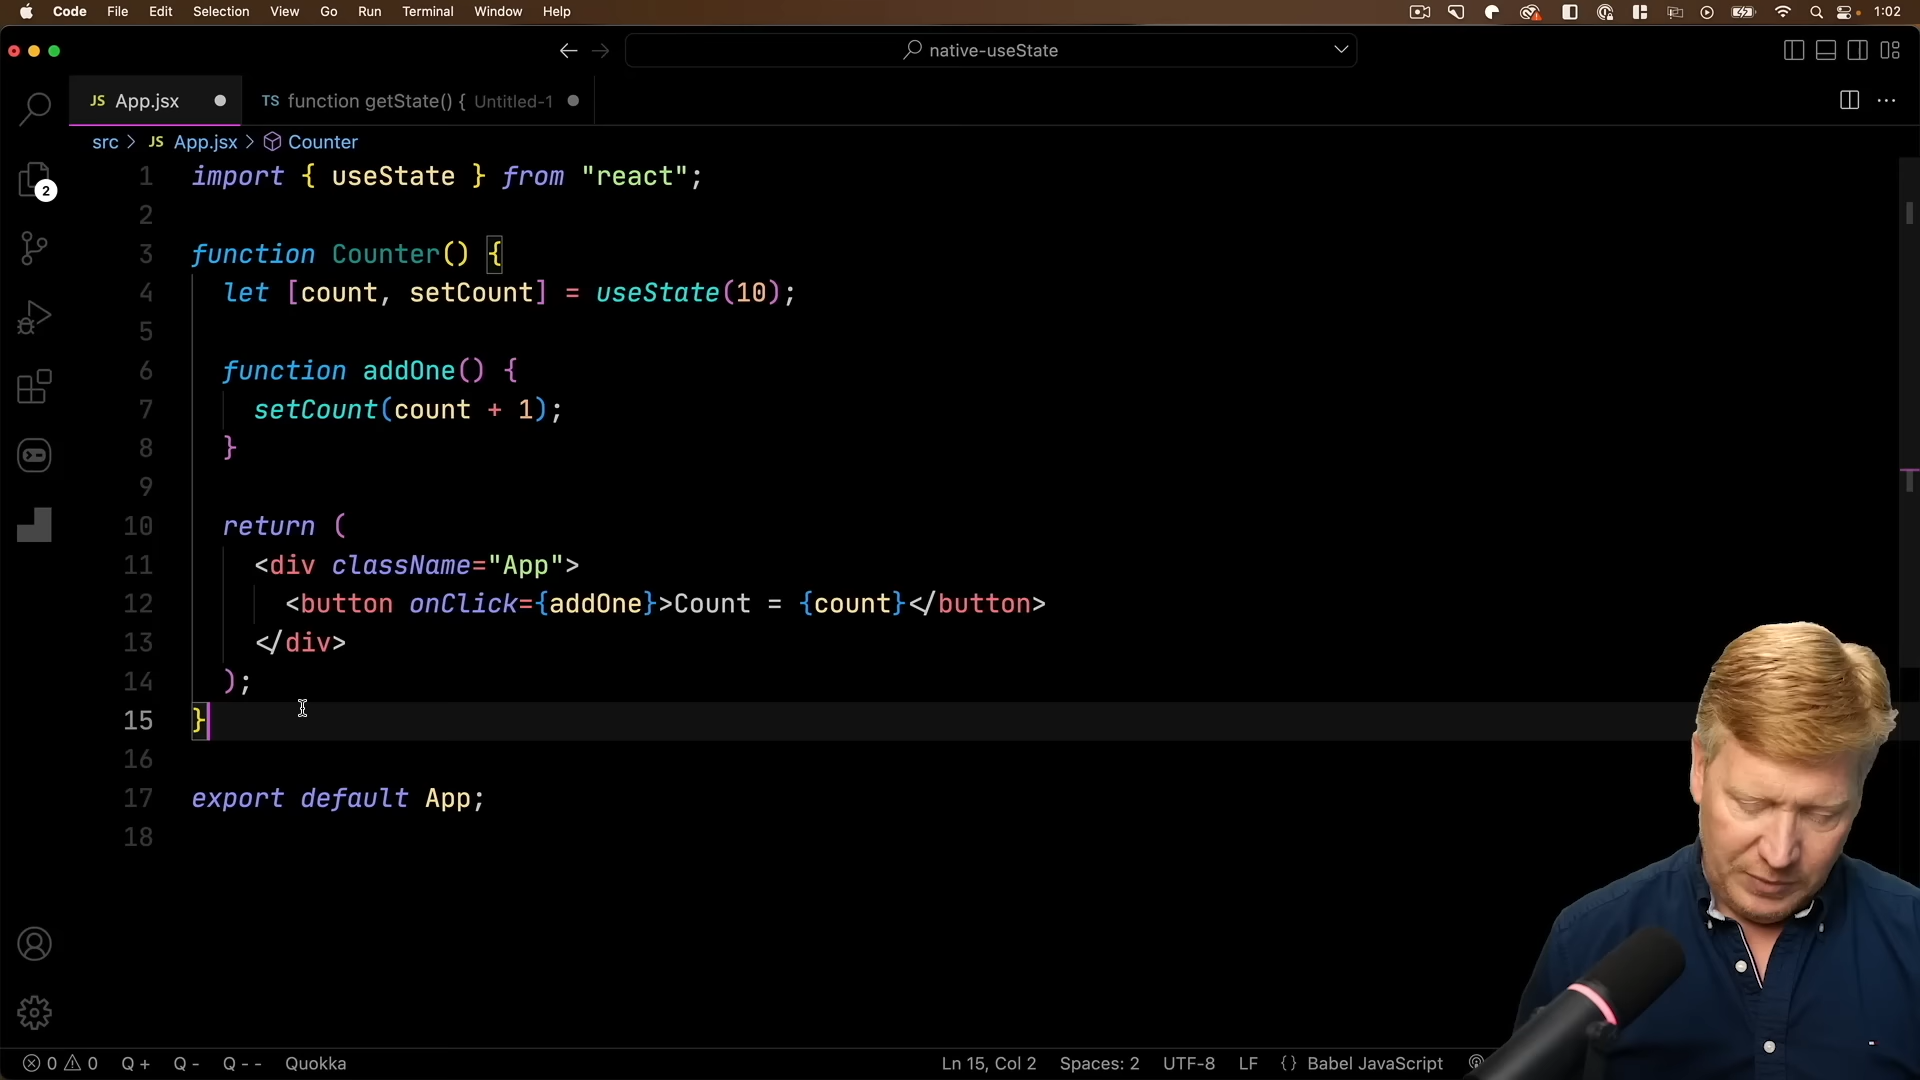 Code File Edit Selection View Go Run Terminal Window Help 1:02
native-useState
JS App.jsx TS function getState() { Untitled-1
src > JS App.jsx > Counter
2
1 import { useState } from "react";
2
3 function Counter() {
4 let [count, setCount] = useState(10);
5
6 function addOne() {
7 setCount(count + 1);
8 }
9
10 return (
11 <div className="App">
12 <button onClick={addOne}>Count = {count}</button>
13 </div>
14 );
15 }
16
17 export default App;
18
0 0 Q + Q - Q - - Quokka Ln 15, Col 2 Spaces: 2 UTF-8 LF {} Babel JavaScript